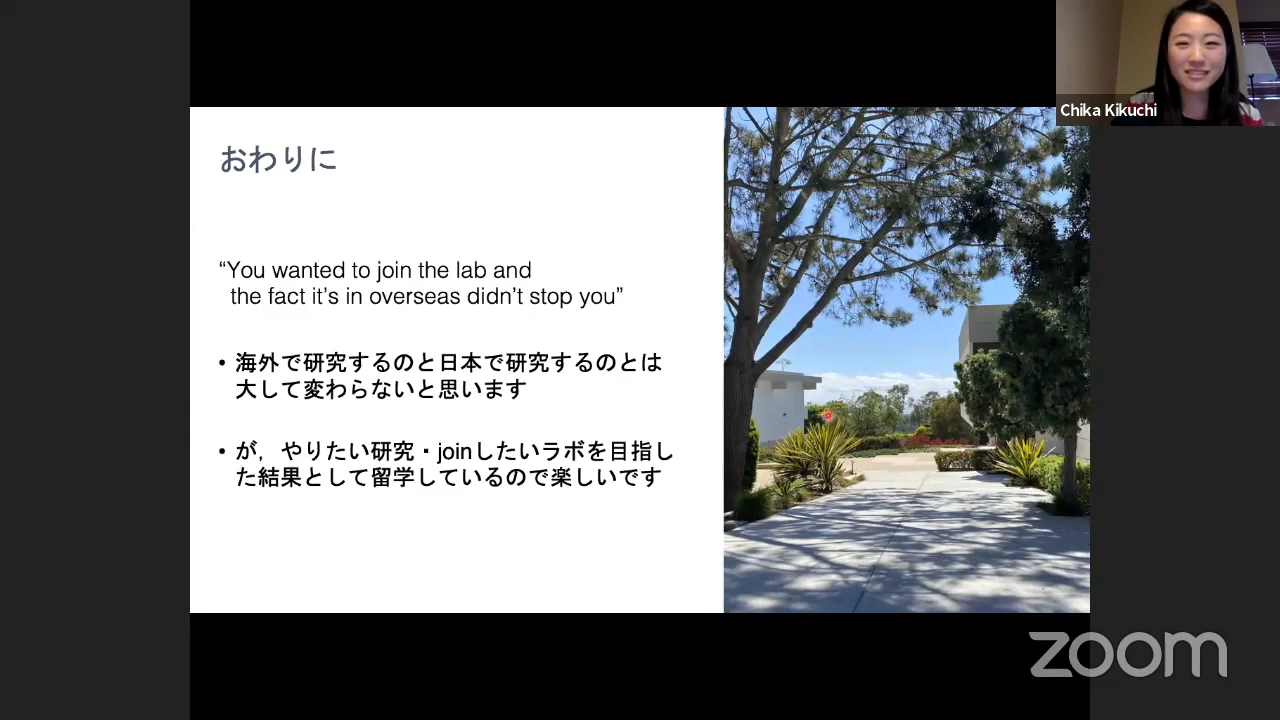 Chika Kikuchi
おわりに
“You wanted to join the lab and
the fact it’s in overseas didn’t stop you”
• 海外で研究するのと日本で研究するのとは
大して変わらないと思います
• が，やりたい研究・joinしたいラボを目指し
た結果として留学しているので楽しいです
zoom